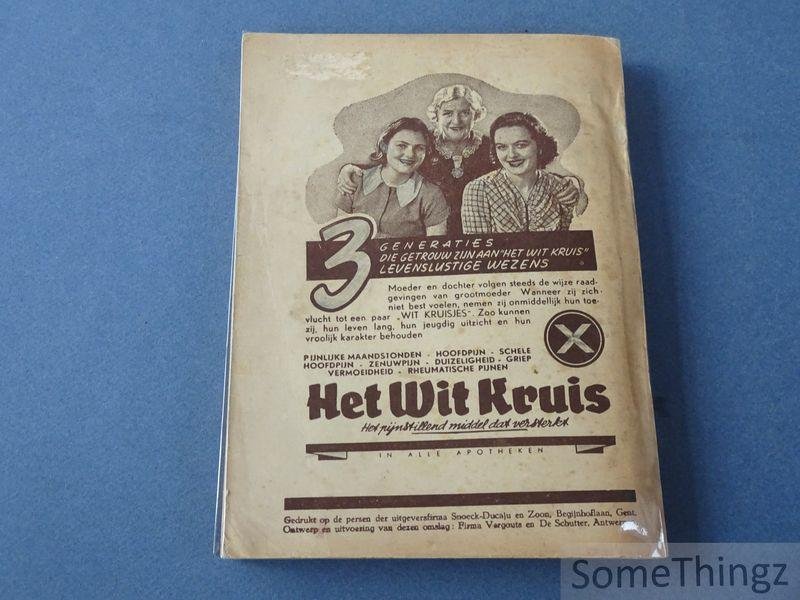 3
GENERATIES
DIE GETROUW ZIJN AAN "HET WIT KRUIS"
LEVENSLUSTIGE WEZENS
Moeder en dochter volgen steeds de wijze raad-
gevingen van grootmoeder Wanneer zij zich-
niet best voelen, nemen zij onmiddellijk hun toe-
vlucht tot een paar „WIT KRUISJES". Zoo kunnen
zij, hun leven lang, hun jeugdig uitzicht en hun
vroolijk karakter behouden
X
PIJNLIJKE MAANDSTONDEN - HOOFDPIJN - SCHELE
HOOFDPIJN - ZENUWPIJN - DUIZELIGHEID - GRIEP
VERMOEIDHEID - RHEUMATISCHE PIJNEN
Het Wit Kruis
Het pijnstillend middel dat versterkt
IN ALLE APOTHEKEN
Gedrukt op de persen der uitgeversfirma Snoeck-Ducaju en Zoon, Begijnhoflaan, Gent.
Ontwerp en uitvoering van dezen omslag : Firma Vergouts en De Schutter, Antwerpen
SomeThingz